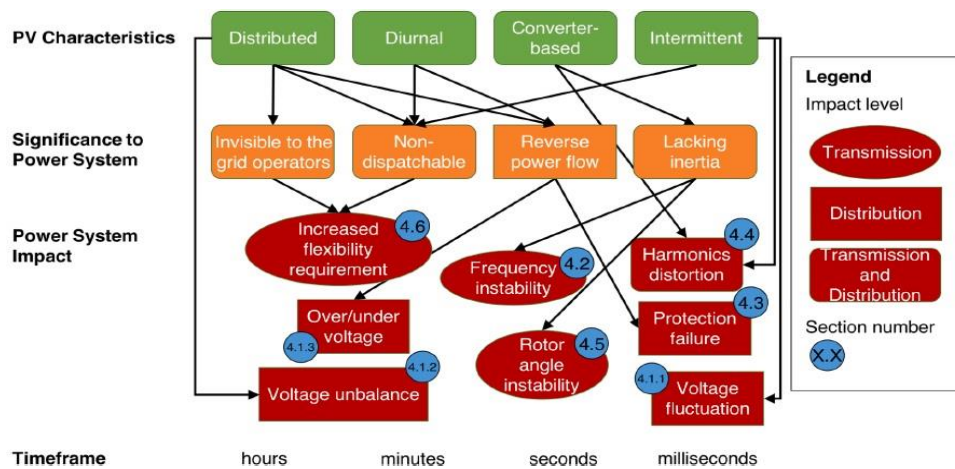 PV Characteristics
Distributed
Diurnal
Converter-
based
Intermittent
Significance to
Power System
Invisible to the
grid operators
Non-
dispatchable
Reverse
power flow
Lacking
inertia
Power System
Impact
Increased
flexibility
requirement
4.6
Frequency
instability
4.2
Harmonics
distortion
4.4
Over/under
voltage
4.1.3
Rotor
angle
instability
4.5
Protection
failure
4.3
Voltage unbalance
4.1.2
Voltage
fluctuation
4.1.1
Timeframe
hours
minutes
seconds
milliseconds
Legend
Impact level
Transmission
Distribution
Transmission
and
Distribution
Section number
X.X